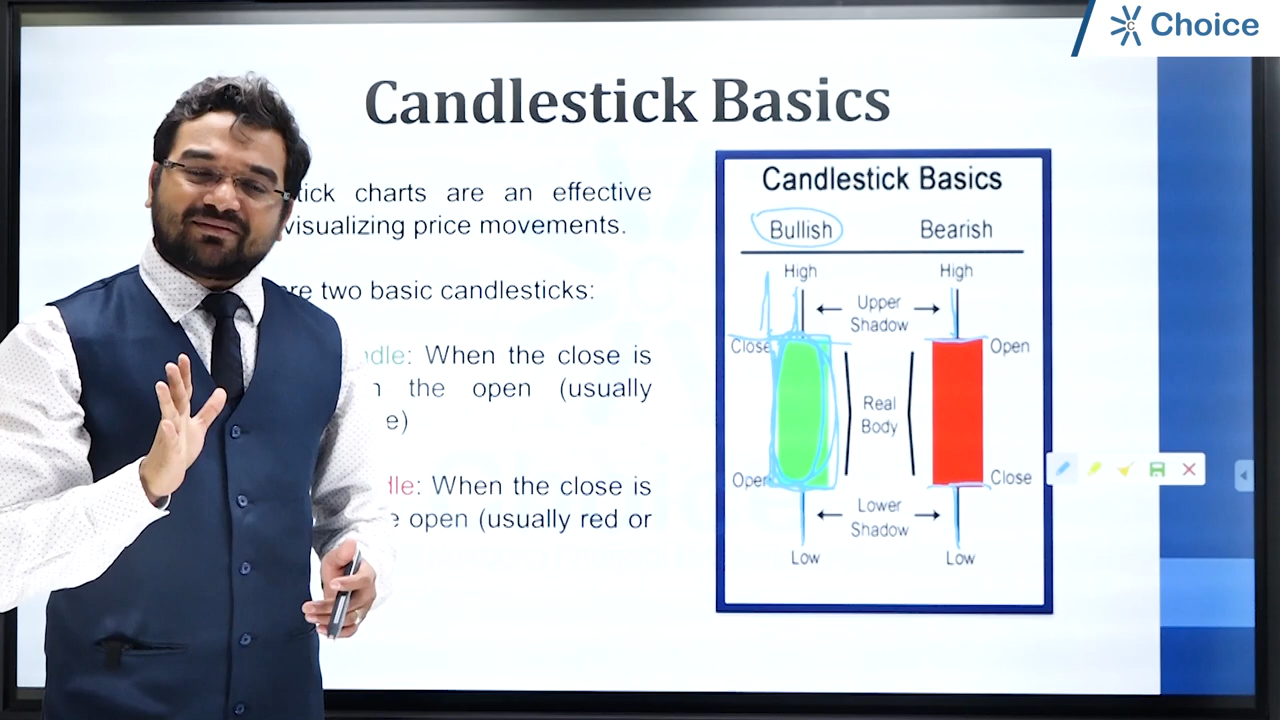 Choice
Candlestick Basics
tick charts are an effective
visualizing price movements.
re two basic candlesticks:
dle: When the close is
the open (usually
e)
dle: When the close is
e open (usually red or
Candlestick Basics
Bullish Bearish
High High
Upper
Shadow
Close Open
Real
Body
Open Close
Lower
Shadow
Low Low